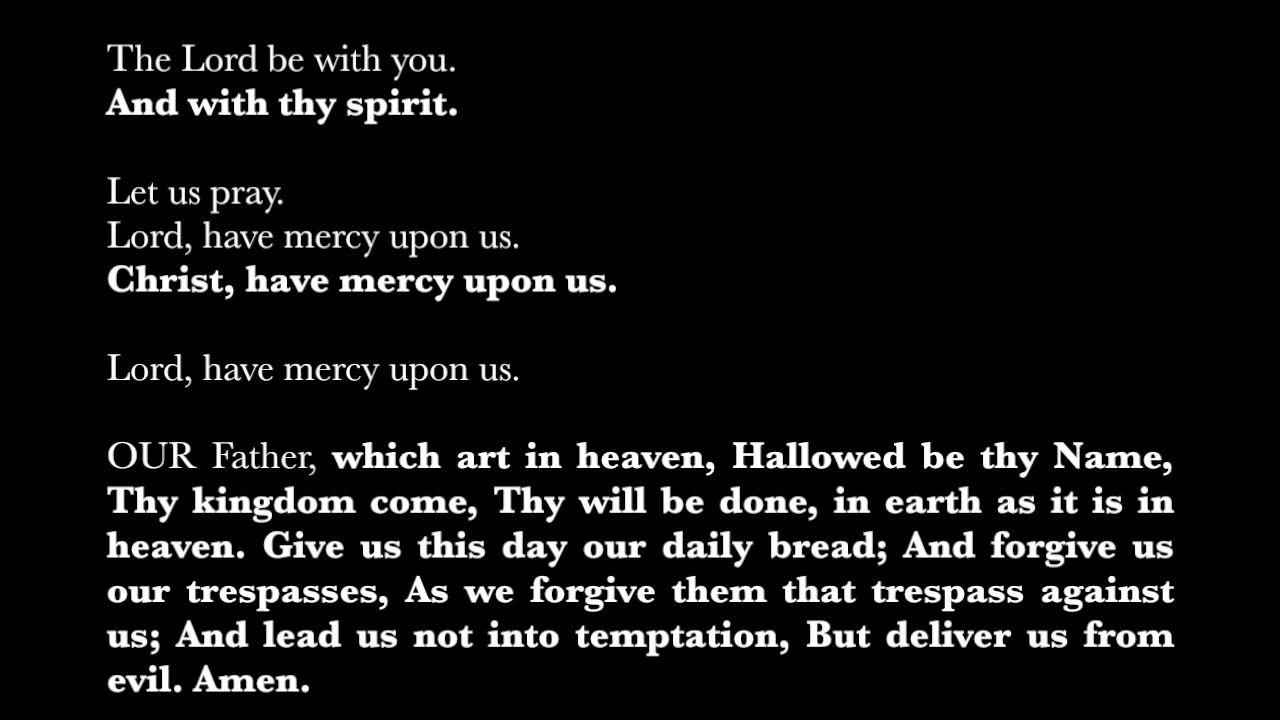 The Lord be with you.
And with thy spirit.
Let us pray.
Lord, have mercy upon us.
Christ, have mercy upon us.
Lord, have mercy upon us.
OUR Father, which art in heaven, Hallowed be thy Name,
Thy kingdom come, Thy will be done, in earth as it is in
heaven. Give us this day our daily bread; And forgive us
our trespasses, As we forgive them that trespass against
us; And lead us not into temptation, But deliver us from
evil. Amen.